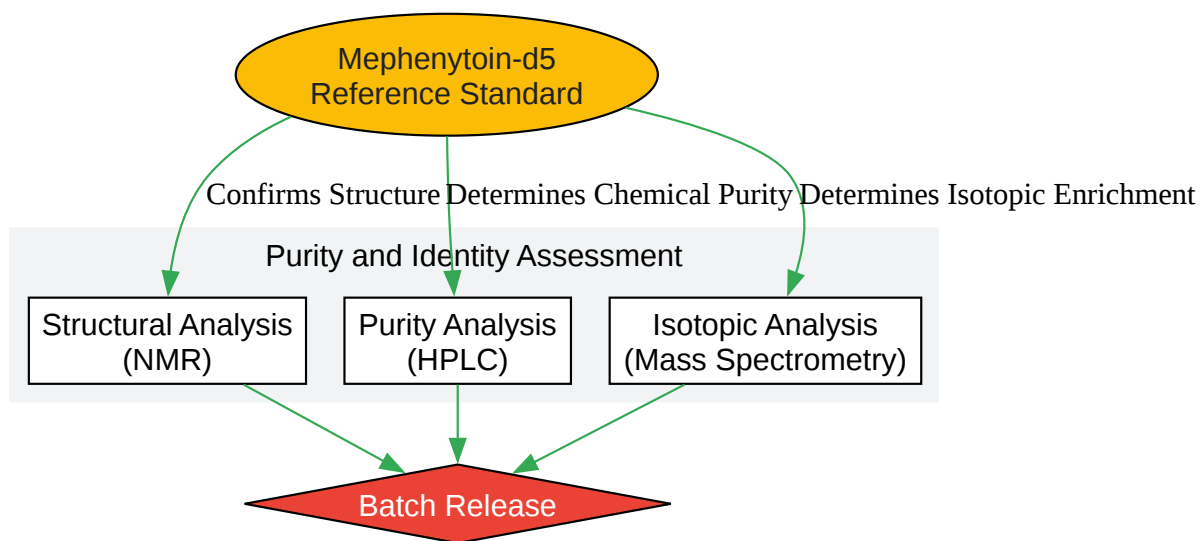 Mephenytoin-d5
Reference Standard
Confirms Structure
Determines Chemical Purity
Determines Isotopic Enrichment
Purity and Identity Assessment
Structural Analysis
(NMR)
Purity Analysis
(HPLC)
Isotopic Analysis
(Mass Spectrometry)
Batch Release